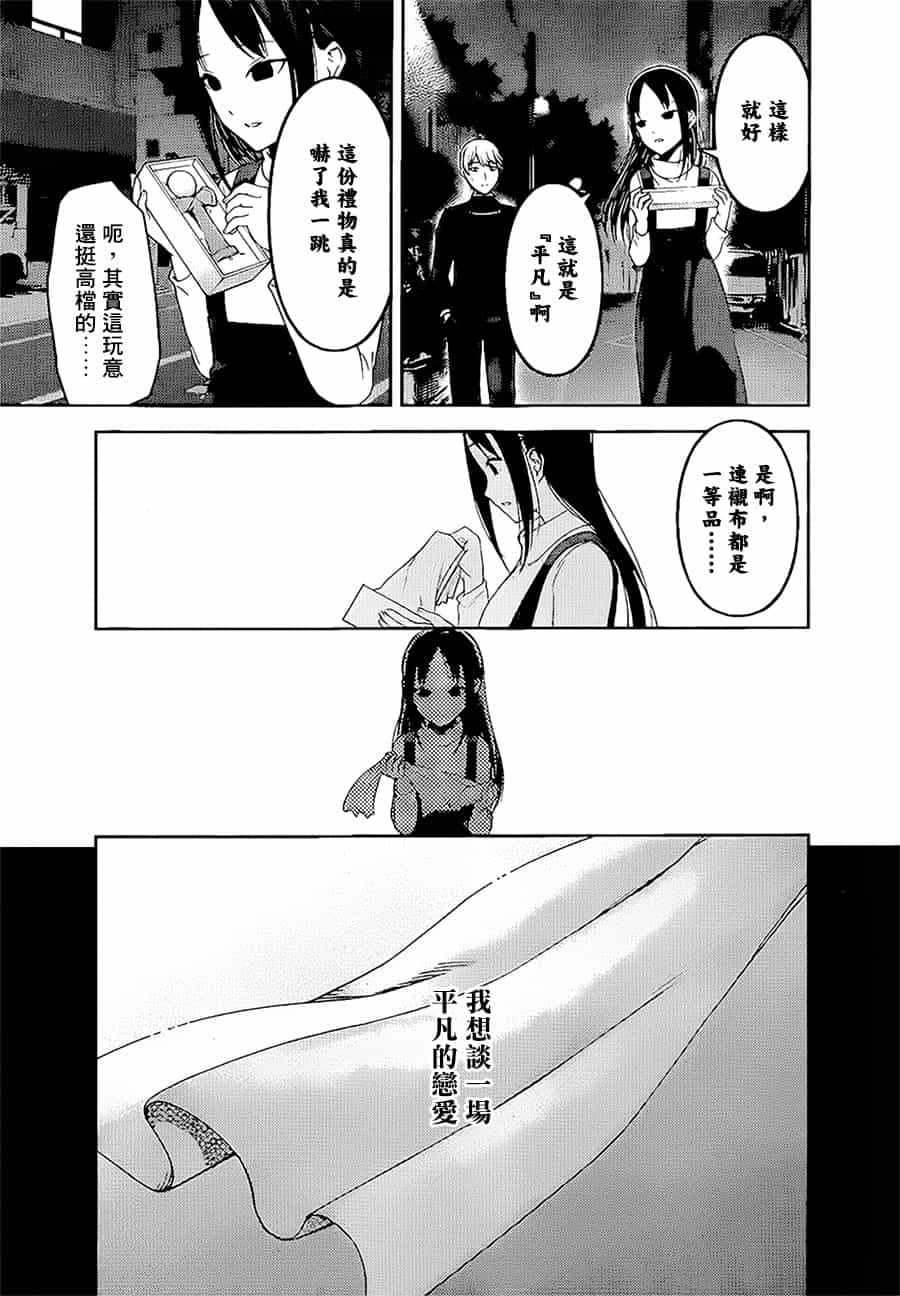 這樣
就好
這就是
『平凡』啊
這份禮物真的是
嚇了我一跳
呃，其實這玩意
還挺高檔的……
是啊，
連襯布都是
一等品……
我想談一場
平凡的戀愛